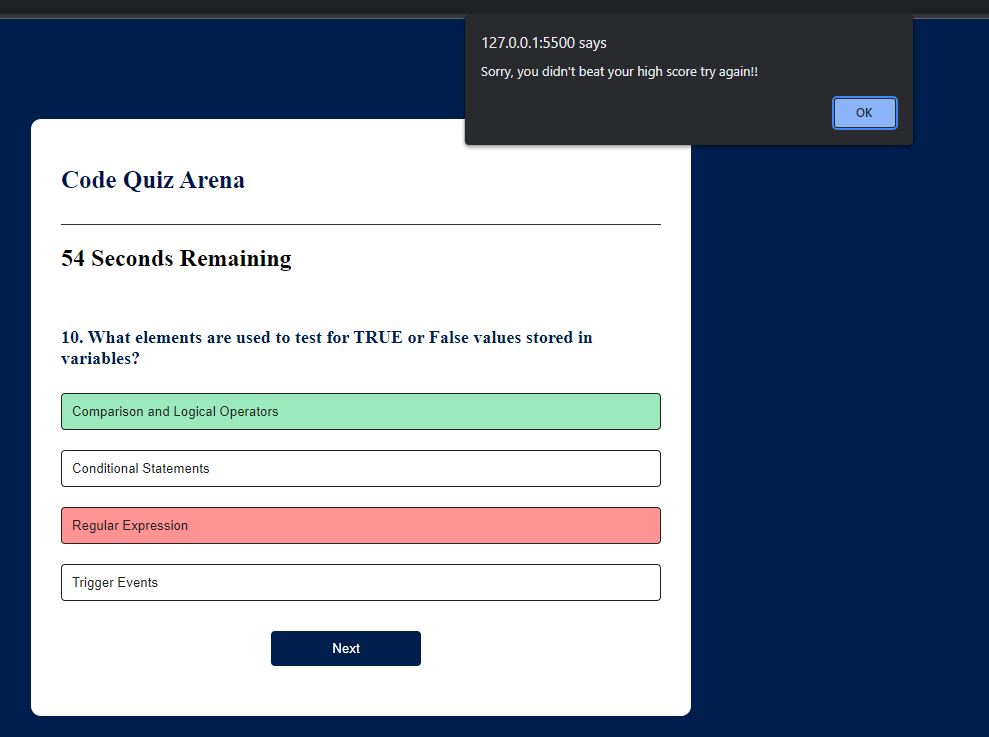 127.0.0.1:5500 says
Sorry, you didn't beat your high score try again!!
OK
Code Quiz Arena
54 Seconds Remaining
10. What elements are used to test for TRUE or False values stored in
variables?
Comparison and Logical Operators
Conditional Statements
Regular Expression
Trigger Events
Next